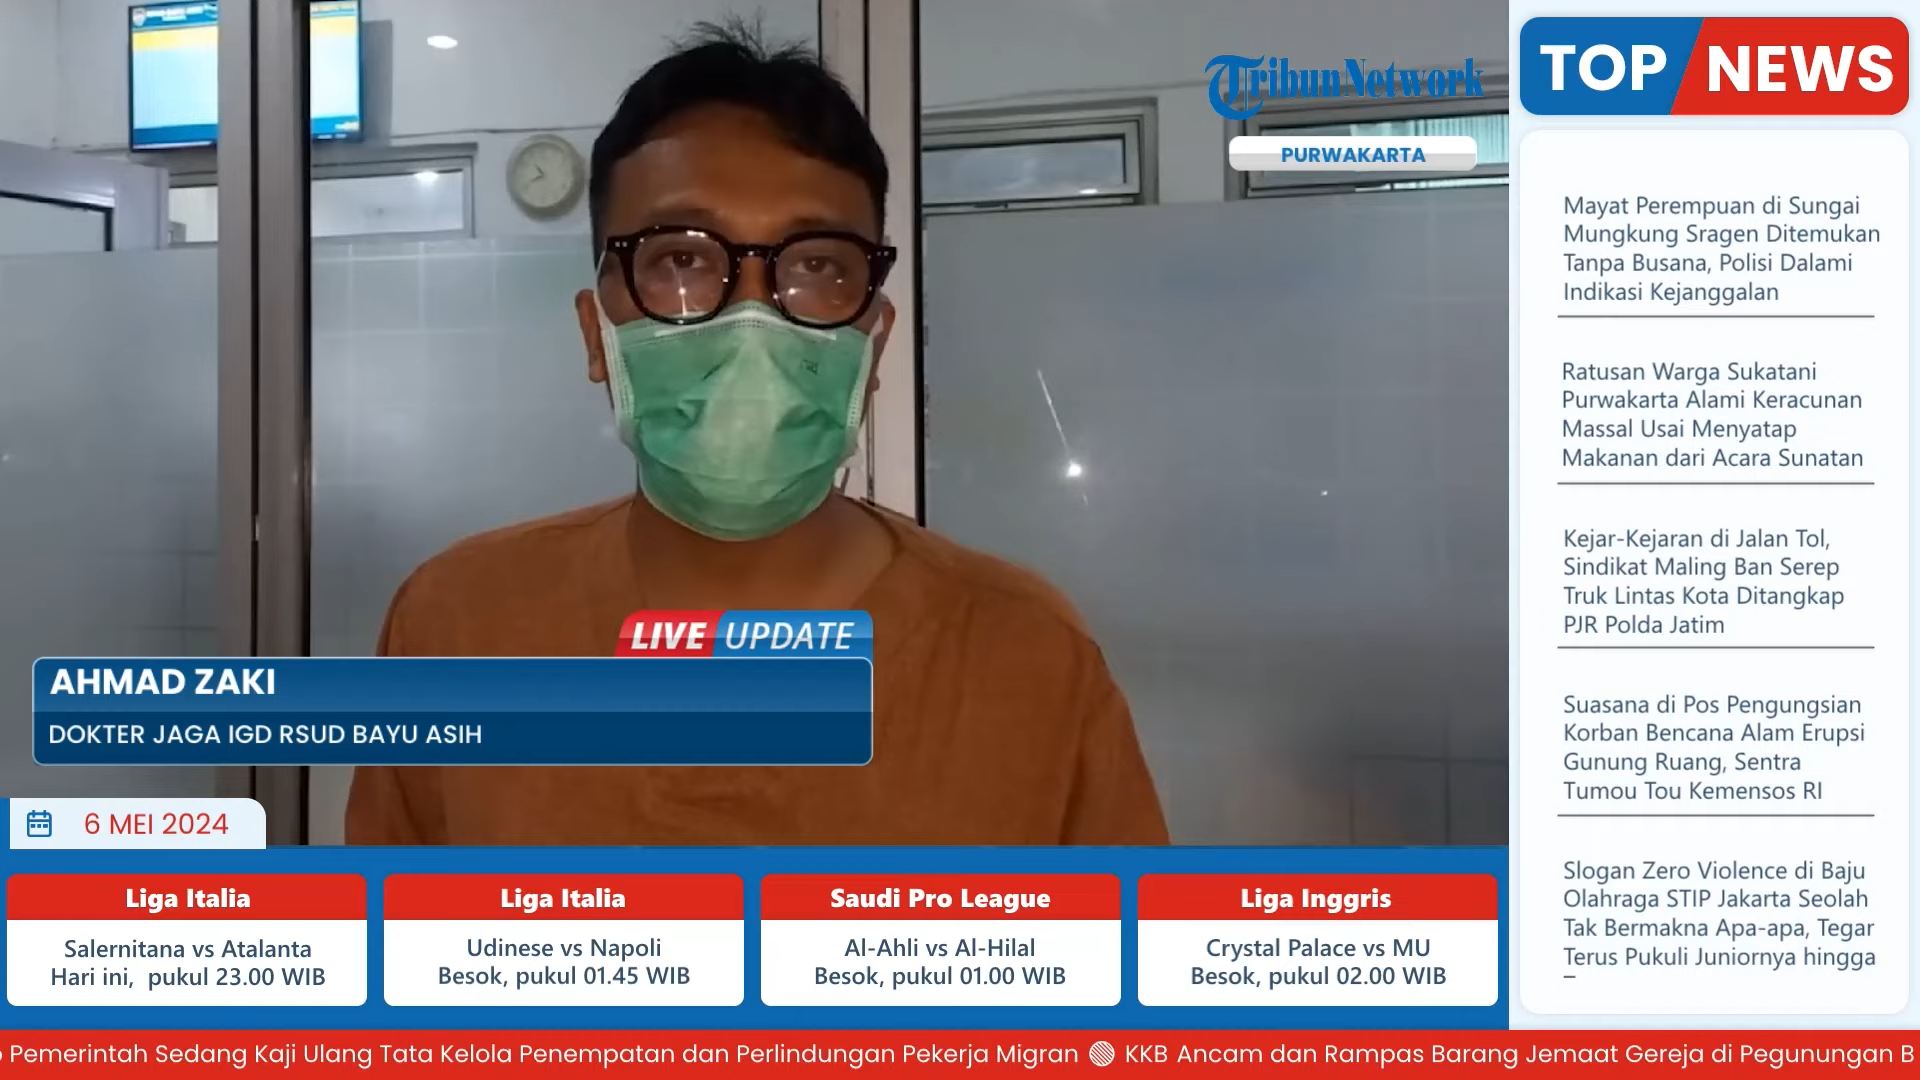 TribunNetwork
PURWAKARTA
LIVE UPDATE
AHMAD ZAKI
DOKTER JAGA IGD RSUD BAYU ASIH
6 MEI 2024
Liga Italia
Salernitana vs Atalanta
Hari ini, pukul 23.00 WIB
Liga Italia
Udinese vs Napoli
Besok, pukul 01.45 WIB
Saudi Pro League
Al-Ahli vs Al-Hilal
Besok, pukul 01.00 WIB
Liga Inggris
Crystal Palace vs MU
Besok, pukul 02.00 WIB
TOP NEWS
Mayat Perempuan di Sungai
Mungkung Sragen Ditemukan
Tanpa Busana, Polisi Dalami
Indikasi Kejanggalan
Ratusan Warga Sukatani
Purwakarta Alami Keracunan
Massal Usai Menyatap
Makanan dari Acara Sunatan
Kejar-Kejaran di Jalan Tol,
Sindikat Maling Ban Serep
Truk Lintas Kota Ditangkap
PJR Polda Jatim
Suasana di Pos Pengungsian
Korban Bencana Alam Erupsi
Gunung Ruang, Sentra
Tumou Tou Kemensos RI
Slogan Zero Violence di Baju
Olahraga STIP Jakarta Seolah
Tak Bermakna Apa-apa, Tegar
Terus Pukuli Juniornya hingga
Pemerintah Sedang Kaji Ulang Tata Kelola Penempatan dan Perlindungan Pekerja Migran KKB Ancam dan Rampas Barang Jemaat Gereja di Pegunungan B